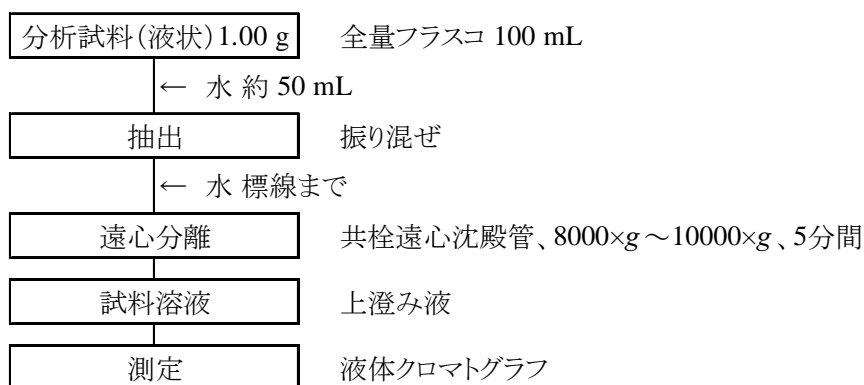 分析試料(液状)1.00 g 全量フラスコ 100 mL
← 水 約 50 mL
抽出 振り混ぜ
← 水 標線まで
遠心分離 共栓遠心沈殿管、8000×g～10000×g、5分間
試料溶液 上澄み液
測定 液体クロマトグラフ